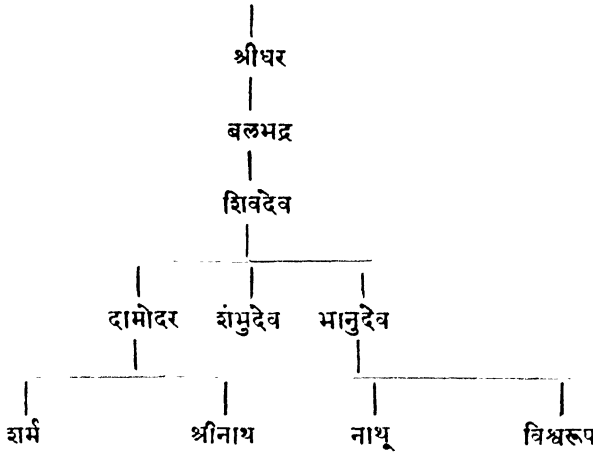 श्रीधर
बलभद्र
शिवदेव
दामोदर शंभुदेव भानुदेव
शर्म श्रीनाथ नाथू विश्वरूप